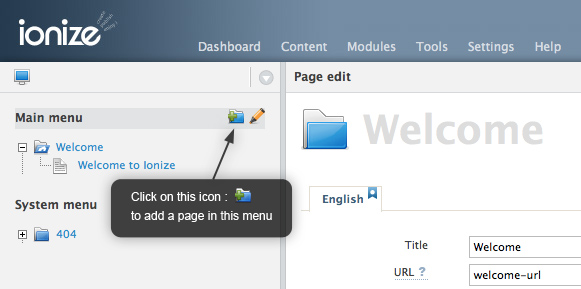 ionize
Dashboard Content Modules Tools Settings Help
Page edit
Main menu
Welcome
Welcome
Welcome to Ionize
Click on this icon :
to add a page in this menu
English
System menu
404
Title Welcome
URL ? welcome-url